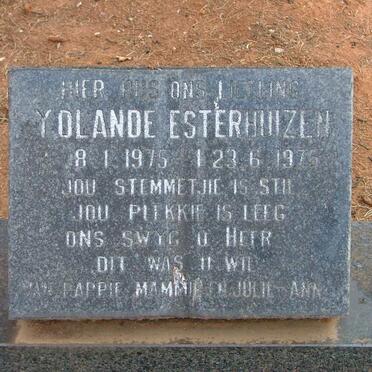 HIER RUS ONS LIEFLING
YOLANDE ESTERHUIZEN
8.1.1975 23.6.1975
JOU STEMMETJIE IS STIL
JOU PLEKKIE IS LEEG
ONS SWYG O HEER
DIT WAS U WIL
VAN PAPPIE MAMMIE EN JULIE-ANN